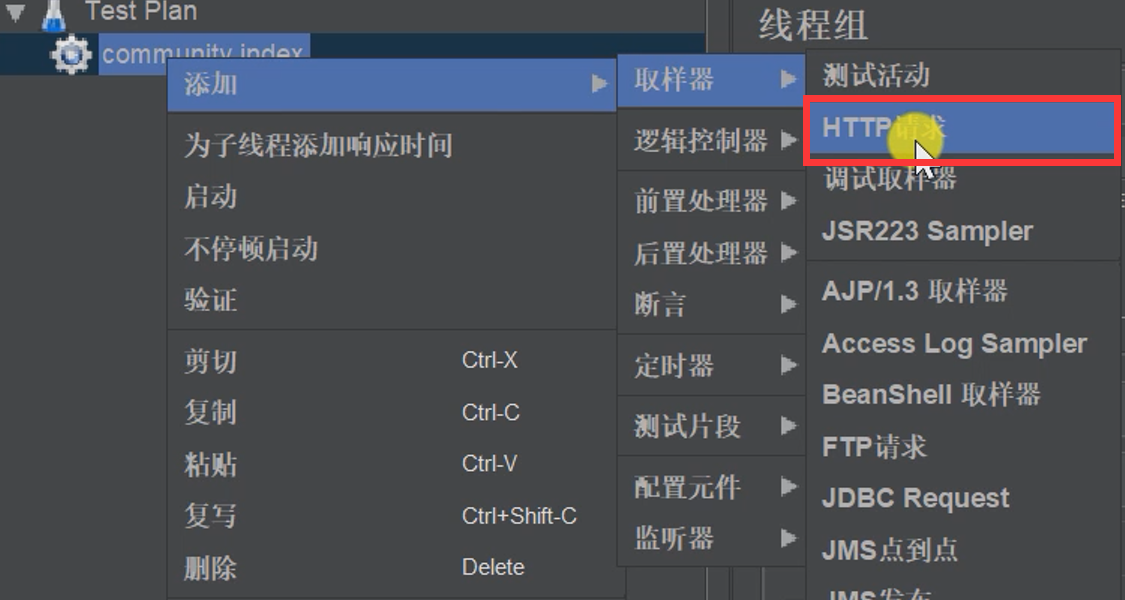 Test Plan
线程组
community index
添加
为子线程添加响应时间
启动
不停顿启动
验证
剪切 Ctrl-X
复制 Ctrl-C
粘贴 Ctrl-V
复写 Ctrl+Shift-C
删除 Delete
取样器
逻辑控制器
前置处理器
后置处理器
断言
定时器
测试片段
配置元件
监听器
测试活动
HTTP请求
调试取样器
JSR223 Sampler
AJP/1.3 取样器
Access Log Sampler
BeanShell 取样器
FTP请求
JDBC Request
JMS点到点
JMS发布